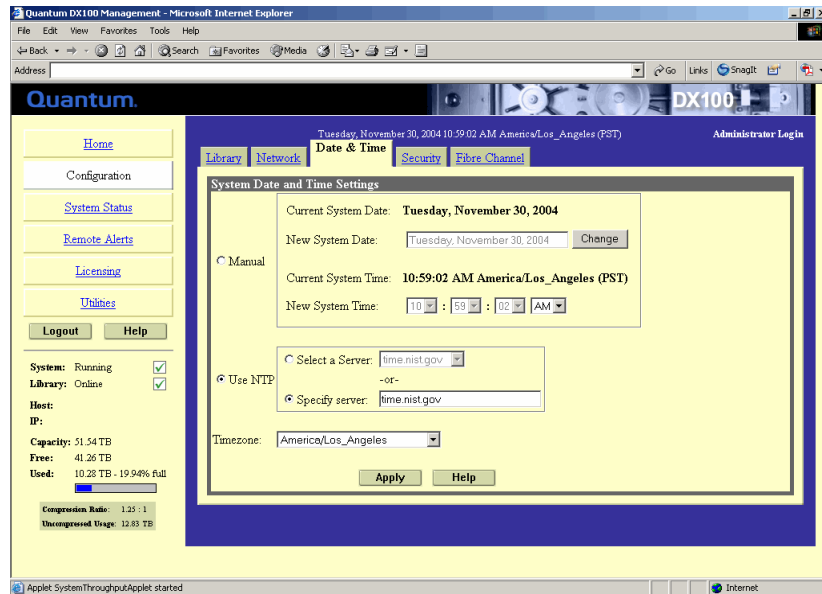 Quantum DX100 Management - Microsoft Internet Explorer
File Edit View Favorites Tools Help
Back Search Favorites Media
Address Go Links SnagIt
Quantum. DX100
Tuesday, November 30, 2004 10:59:02 AM America/Los_Angeles (PST) Administrator Login
Home
Configuration
System Status
Remote Alerts
Licensing
Utilities
Logout Help
System: Running
Library: Online
Host:
IP:
Capacity: 51.54 TB
Free: 41.26 TB
Used: 10.28 TB - 19.94% full
Compression Ratio: 1.25 : 1
Uncompressed Usage: 12.83 TB
Library Network Date & Time Security Fibre Channel
System Date and Time Settings
Manual
Current System Date: Tuesday, November 30, 2004
New System Date: Tuesday, November 30, 2004 Change
Current System Time: 10:59:02 AM America/Los_Angeles (PST)
New System Time: 10 : 59 : 02 AM
Use NTP
Select a Server: time.nist.gov
-or-
Specify server: time.nist.gov
Timezone: America/Los_Angeles
Apply Help
Applet SystemThroughputApplet started Internet